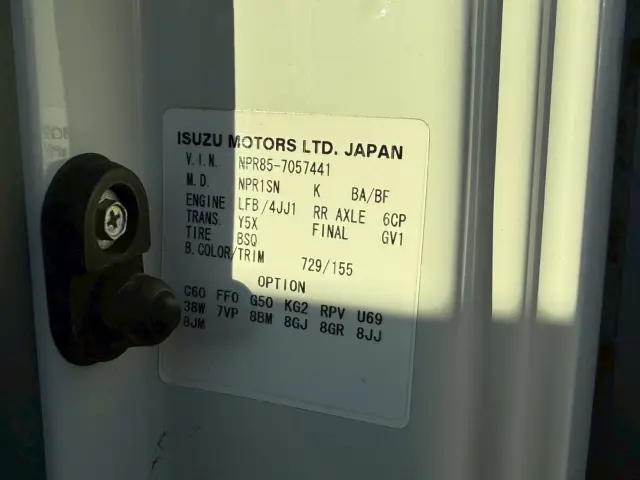 ISUZU MOTORS LTD. JAPAN
V.I.N. NPR85-7057441
M.D. NPR1SN K BA/BF
ENGINE LFB/4JJ1 RR AXLE 6CP
TRANS. Y5X FINAL GV1
TIRE BSQ
B.COLOR/TRIM 729/155
OPTION
C60 FF0 G50 KG2 RPV U69
38W 7VP 8BM 8GJ 8GR 8JJ
8JM